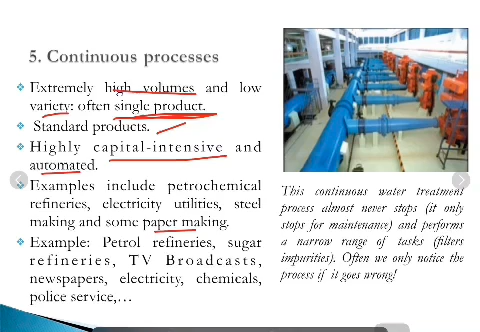 5. Continuous processes
Extremely high volumes and low
variety: often single product.
Standard products.
Highly capital-intensive and
automated.
Examples include petrochemical
refineries, electricity utilities, steel
making and some paper making.
Example: Petrol refineries, sugar
refineries, TV Broadcasts,
newspapers, electricity, chemicals,
police service,...
This continuous water treatment
process almost never stops (it only
stops for maintenance) and performs
a narrow range of tasks (filters
impurities). Often we only notice the
process if it goes wrong!